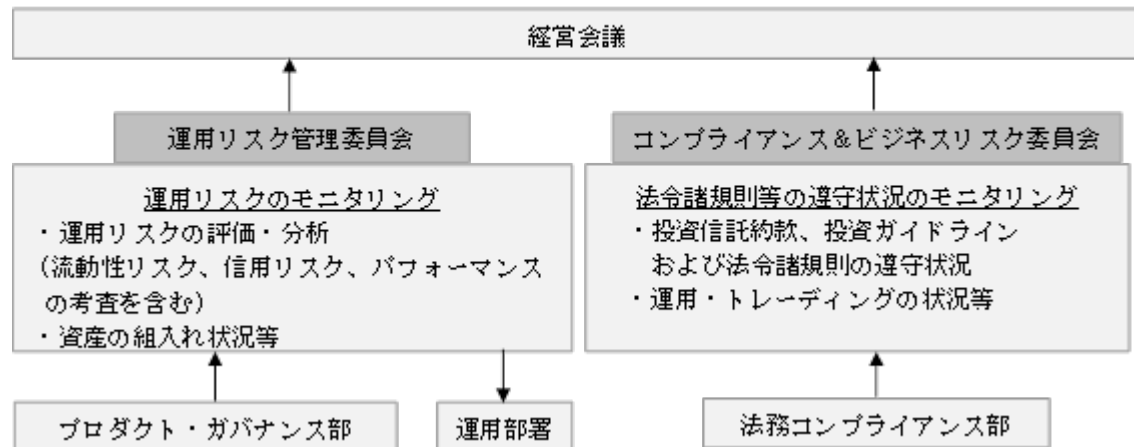 経営会議
運用リスク管理委員会
運用リスクのモニタリング
・運用リスクの評価・分析
(流動性リスク、信用リスク、パフォーマンス
の考査を含む)
・資産の組入れ状況等
プロダクト・ガバナンス部
運用部署
コンプライアンス&ビジネスリスク委員会
法令諸規則等の遵守状況のモニタリング
・投資信託約款、投資ガイドライン
および法令諸規則の遵守状況
・運用・トレーディングの状況等
法務コンプライアンス部